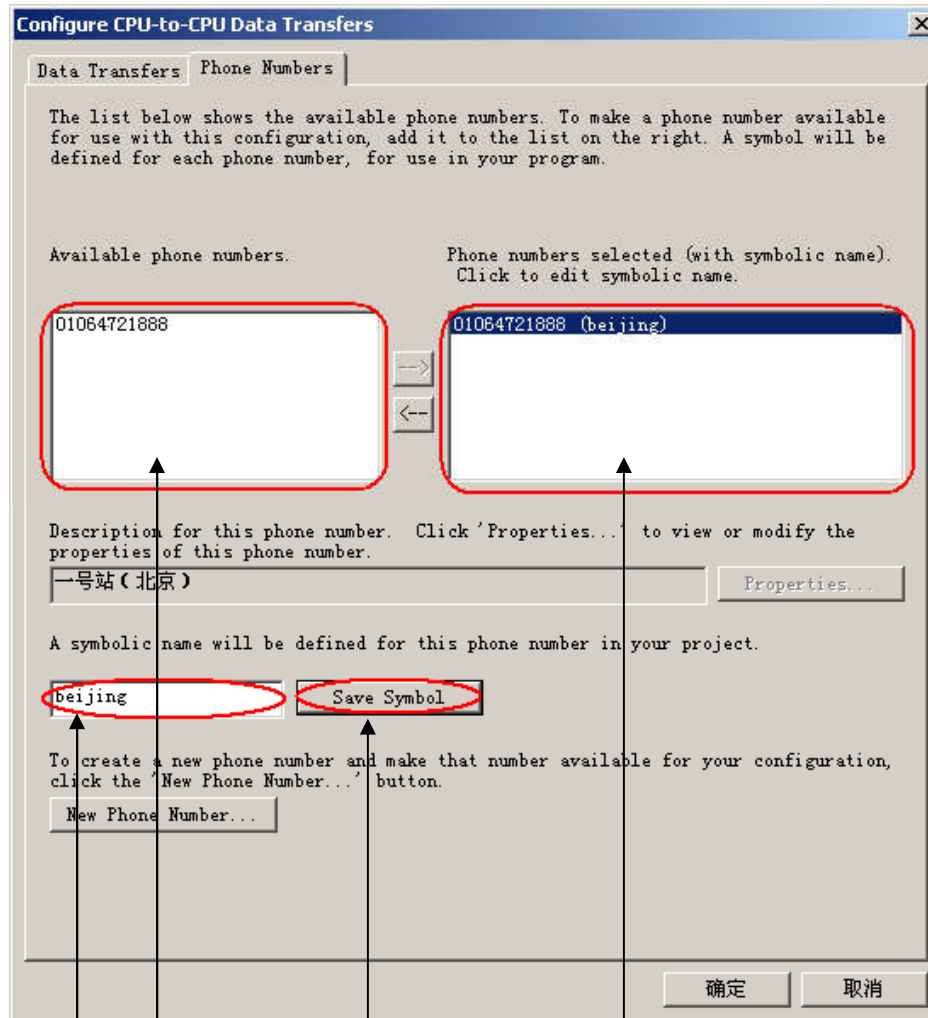 Configure CPU-to-CPU Data Transfers
Data Transfers Phone Numbers
The list below shows the available phone numbers. To make a phone number available
for use with this configuration, add it to the list on the right. A symbol will be
defined for each phone number, for use in your program.
Available phone numbers.
Phone numbers selected (with symbolic name).
Click to edit symbolic name.
01064721888
01064721888 (beijing)
-->
<--
Description for this phone number. Click 'Properties...' to view or modify the
properties of this phone number.
一号站(北京)
Properties...
A symbolic name will be defined for this phone number in your project.
beijing
Save Symbol
To create a new phone number and make that number available for your configuration,
click the 'New Phone Number...' button.
New Phone Number...
确定
取消